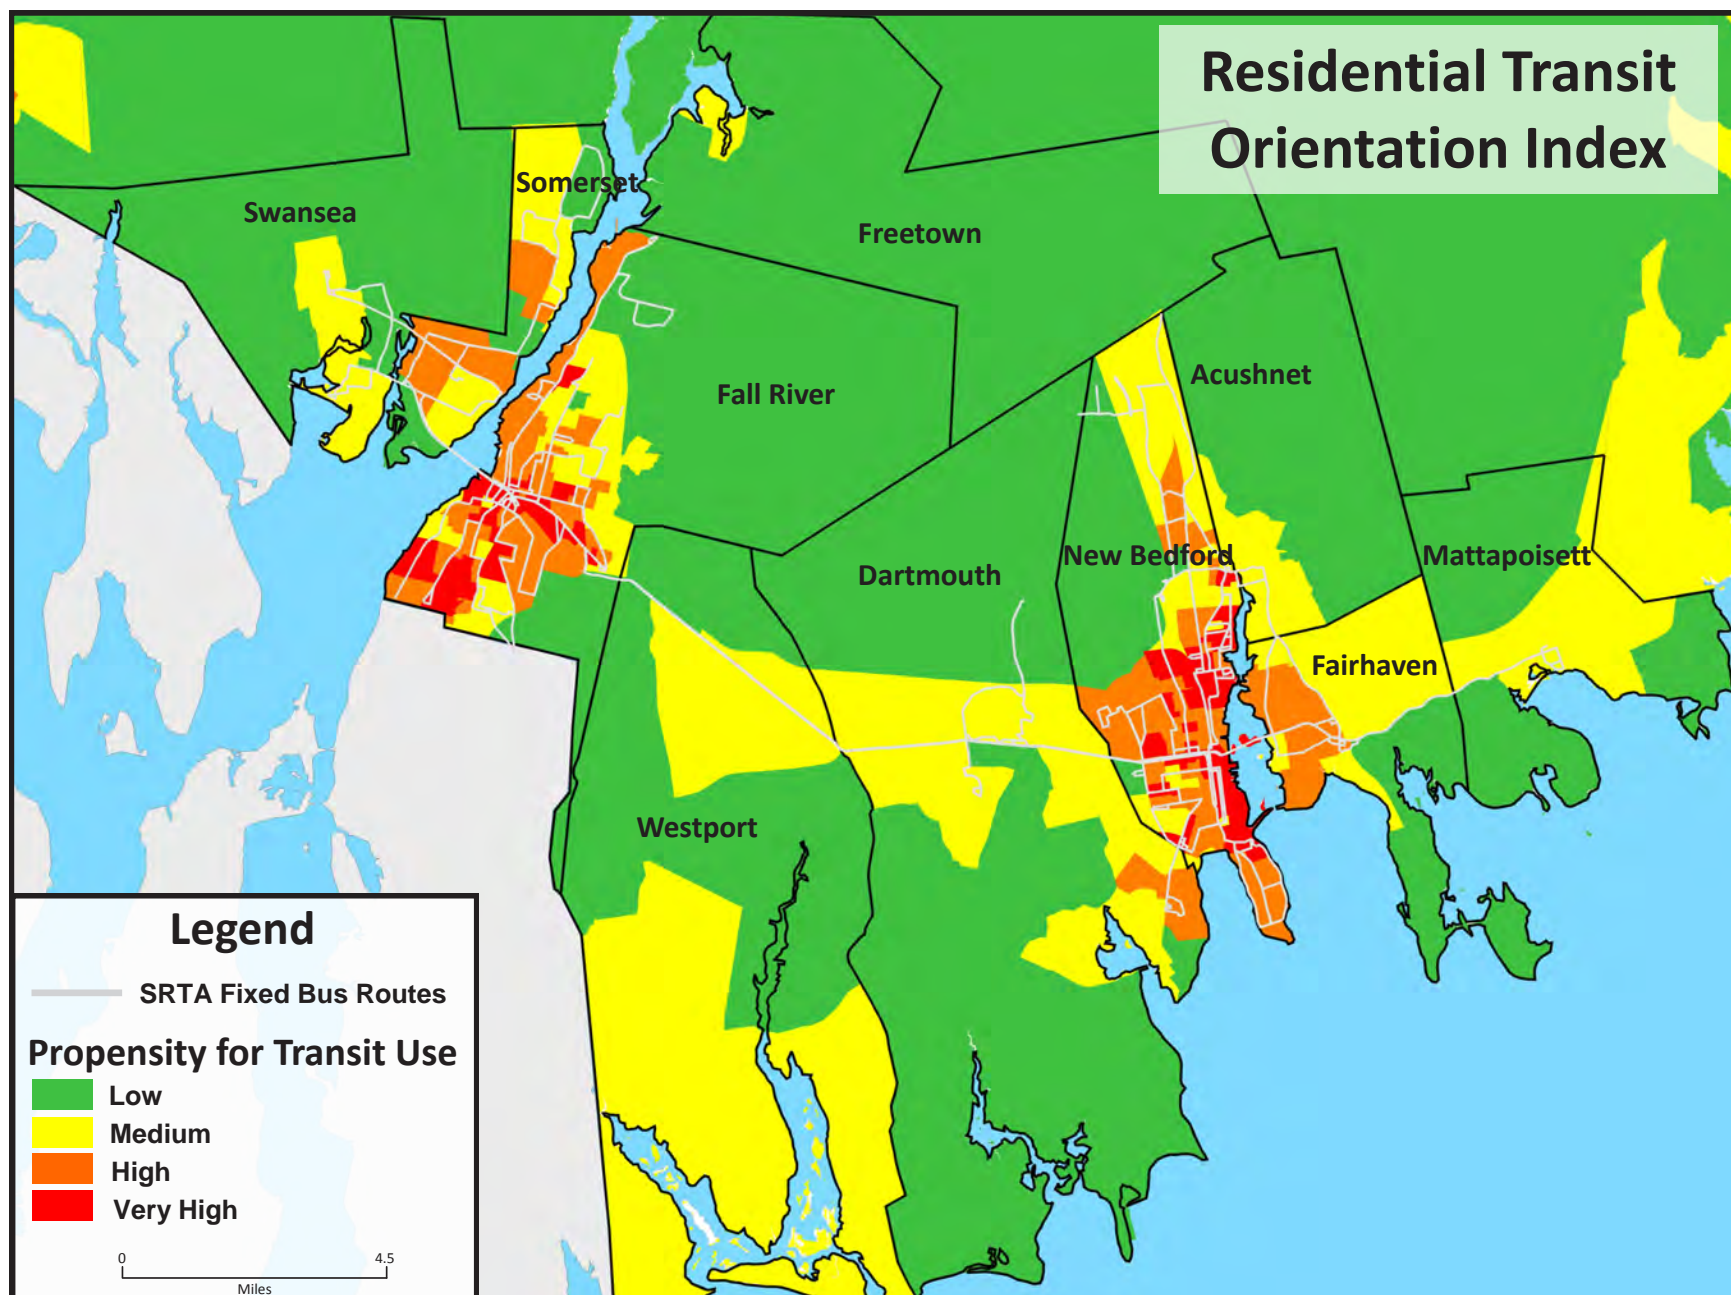 Residential Transit
Orientation Index
Somerset
Swansea
Freetown
Acushnet
Fall River
New Bedford
Mattapoisett
Dartmouth
Fairhaven
Westport
Legend
SRTA Fixed Bus Routes
Propensity for Transit Use
Low
Medium
High
Very High
0 4.5
Miles